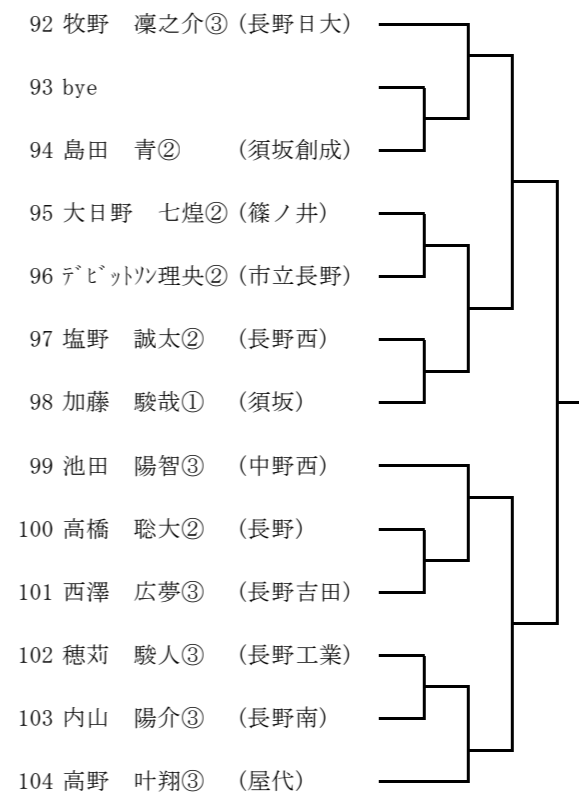 92 牧野　凜之介③ (長野日大)
93 bye
94 島田　青②　　(須坂創成)
95 大日野　七煌② (篠ノ井)
96 ﾃﾞﾋﾞｯﾄｿﾝ理央② (市立長野)
97 塩野　誠太②　(長野西)
98 加藤　駿哉①　(須坂)
99 池田　陽智③　(中野西)
100 高橋　聡大②　(長野)
101 西澤　広夢③　(長野吉田)
102 穂苅　駿人③　(長野工業)
103 内山　陽介③　(長野南)
104 高野　叶翔③　(屋代)